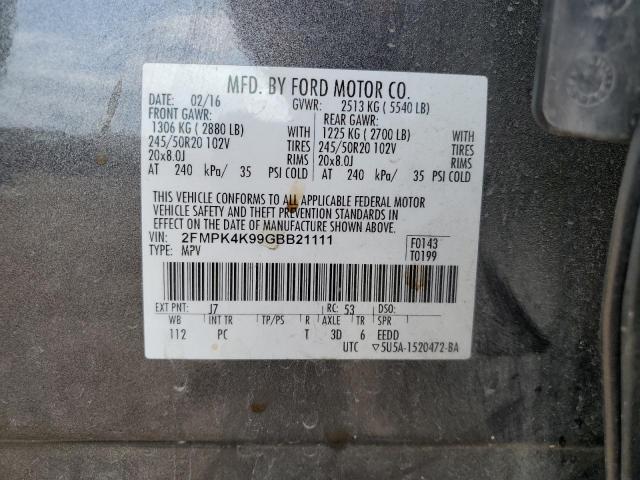 MFD. BY FORD MOTOR CO.
DATE: 02/16 GVWR: 2513 KG ( 5540 LB)
FRONT GAWR: REAR GAWR:
1306 KG ( 2880 LB) WITH 1225 KG ( 2700 LB) WITH
245/50R20 102V TIRES 245/50R20 102V TIRES
20x8.0J RIMS 20x8.0J RIMS
AT 240 kPa/ 35 PSI COLD AT 240 kPa/ 35 PSI COLD
THIS VEHICLE CONFORMS TO ALL APPLICABLE FEDERAL MOTOR
VEHICLE SAFETY AND THEFT PREVENTION STANDARDS IN
EFFECT ON THE DATE OF MANUFACTURE SHOWN ABOVE.
VIN: 2FMPK4K99GBB21111 F0143
TYPE: MPV T0199
EXT PNT: J7 RC: 53 DSO:
WB INT TR TP/PS R AXLE TR SPR
112 PC T 3D 6 EEDD
UTC ▽5U5A-1520472-BA